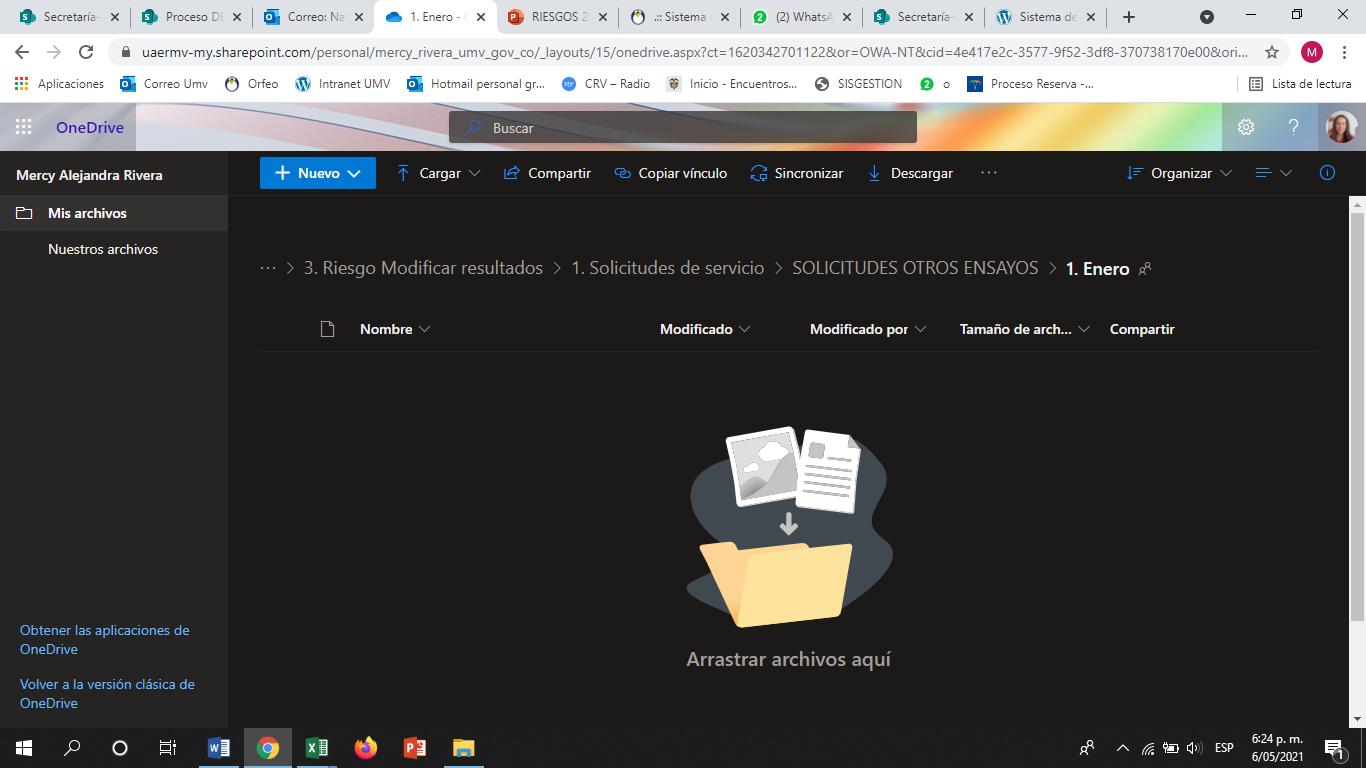 Secretaría-
Proceso DE
Correo: Na
1. Enero - O
RIESGOS 2
.:: Sistema
(2) WhatsA
Secretaría-
Sistema de
uaermv-my.sharepoint.com/personal/mercy_rivera_umv_gov_co/_layouts/15/onedrive.aspx?ct=1620342701122&or=OWA-NT&cid=4e417e2c-3577-9f52-3df8-370738170e00&ori...
M
Aplicaciones
Correo Umv
Orfeo
Intranet UMV
Hotmail personal gr...
CRV – Radio
Inicio - Encuentros...
SISGESTION
2 o
Proceso Reserva -...
Lista de lectura
OneDrive
Buscar
?
Mercy Alejandra Rivera
Nuevo
Cargar
Compartir
Copiar vínculo
Sincronizar
Descargar
...
Organizar
Mis archivos
Nuestros archivos
... > 3. Riesgo Modificar resultados > 1. Solicitudes de servicio > SOLICITUDES OTROS ENSAYOS > 1. Enero
Nombre
Modificado
Modificado por
Tamaño de arch...
Compartir
Arrastrar archivos aquí
Obtener las aplicaciones de
OneDrive
Volver a la versión clásica de
OneDrive
ESP
6:24 p. m.
6/05/2021
1